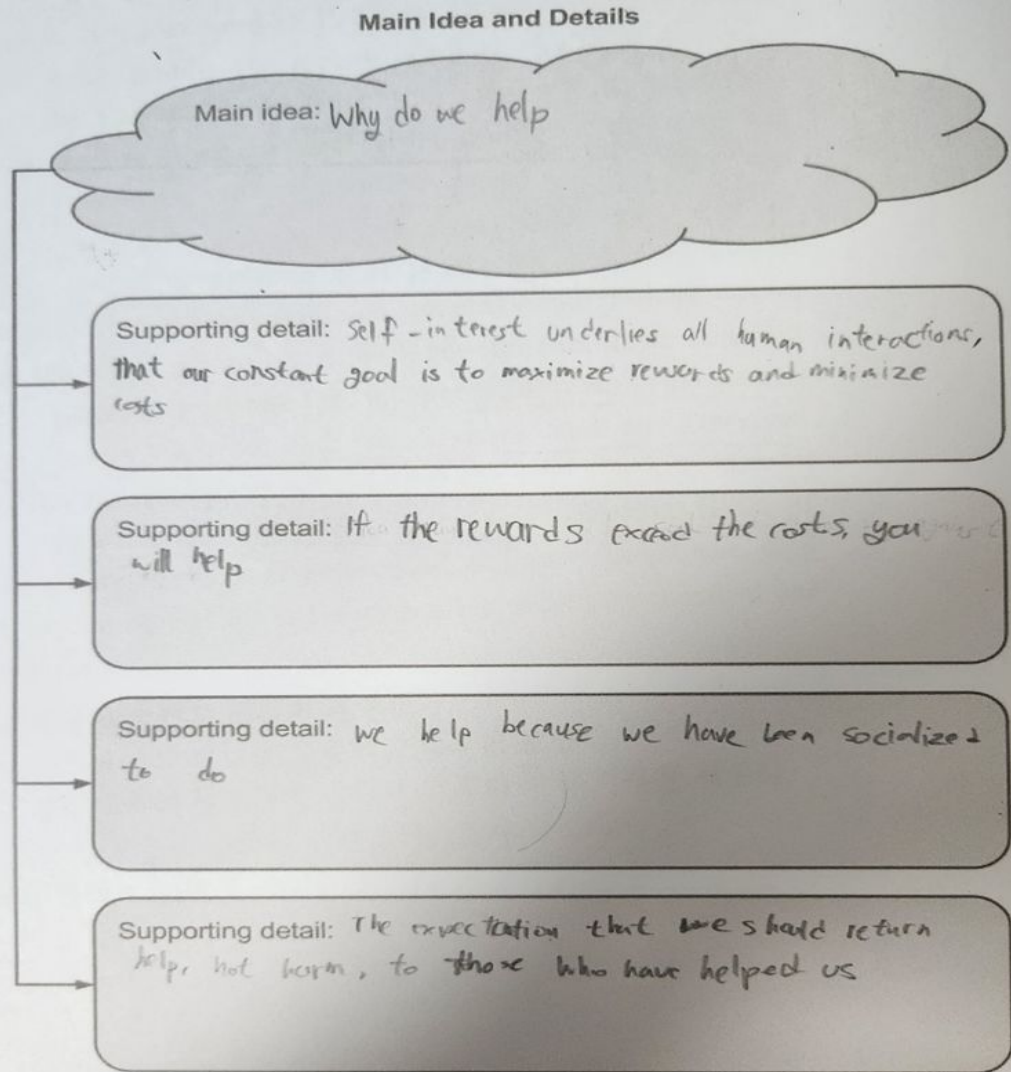 Main Idea and Details
Main idea: Why do we help
Supporting detail: Self-interest underlies all human interactions,
that our constant goal is to maximize rewards and minimize
costs
Supporting detail: If the rewards exceed the costs, you
will help
Supporting detail: we help because we have been socialized
to do
Supporting detail: The expectation that we should return
help, not harm, to those who have helped us